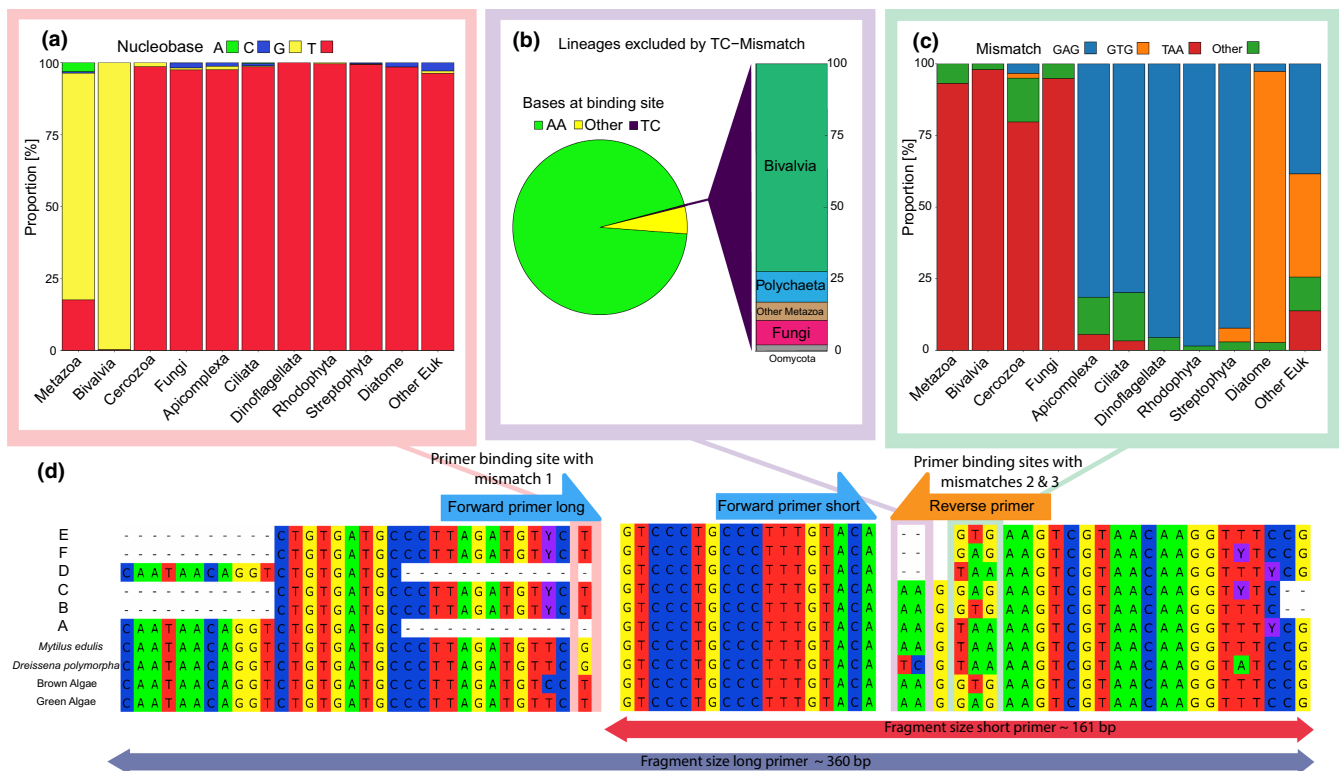 (a)
Nucleobase A C G T
Proportion [%]
100
75
50
25
0
Metazoa
Bivalvia
Cercozoa
Fungi
Apicomplexa
Ciliata
Dinoflagellata
Rhodophyta
Streptophyta
Diatome
Other Euk
(b)
Lineages excluded by TC−Mismatch
Bases at binding site
AA Other TC
Bivalvia
Polychaeta
Other Metazoa
Fungi
Oomycota
100
75
50
25
0
(c)
Mismatch GAG GTG TAA Other
Proportion [%]
100
75
50
25
0
Metazoa
Bivalvia
Cercozoa
Fungi
Apicomplexa
Ciliata
Dinoflagellata
Rhodophyta
Streptophyta
Diatome
Other Euk
(d)
Primer binding site with
mismatch 1
Forward primer long
Forward primer short
Primer binding sites with
mismatches 2 & 3
Reverse primer
E - - - - - - - - - - - C T G T G A T G C C C T T A G A T G T Y C T G T C C C T G C C C T T T G T A C A - - G T G A A G T C G T A A C A A G G T T T C C G
F
D
C
B
A
Mytilus edulis
Dreissena polymorpha
Brown Algae
Green Algae
Fragment size short primer ~ 161 bp
Fragment size long primer ~ 360 bp